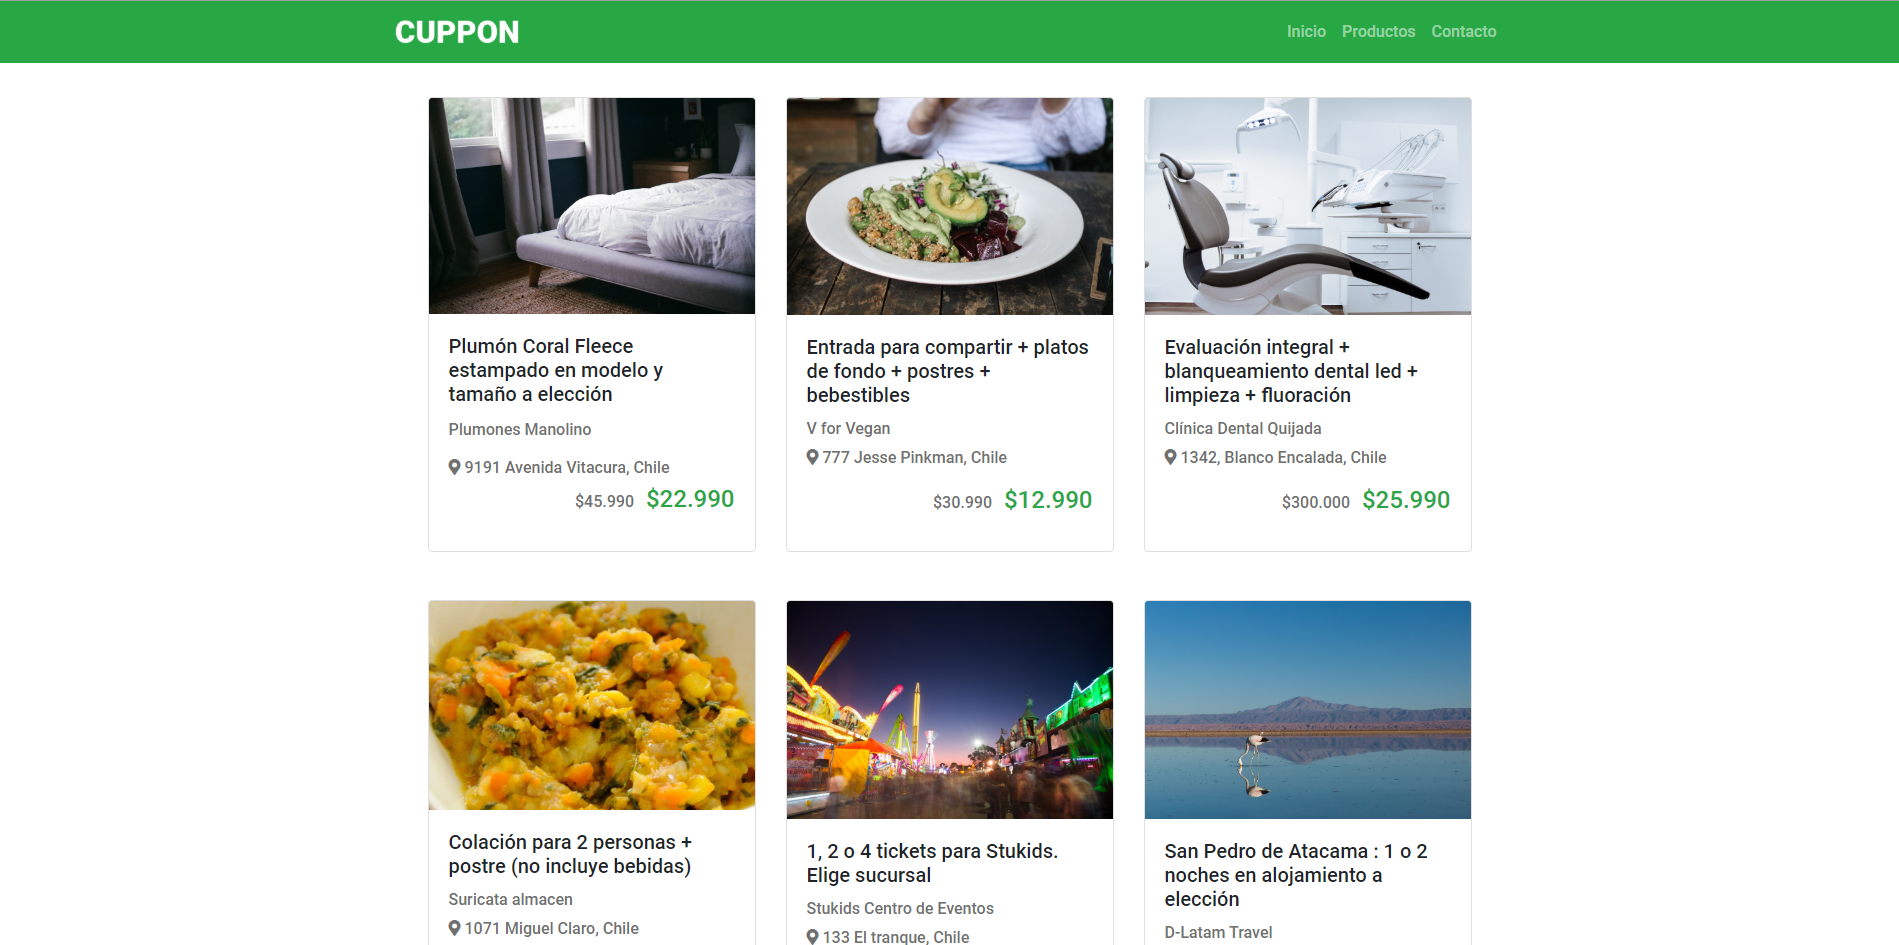 CUPPON
Inicio Productos Contacto
Plumón Coral Fleece
estampado en modelo y
tamaño a elección
Plumones Manolino
9191 Avenida Vitacura, Chile
$45.990 $22.990
Entrada para compartir + platos
de fondo + postres +
bebestibles
V for Vegan
777 Jesse Pinkman, Chile
$30.990 $12.990
Evaluación integral +
blanqueamiento dental led +
limpieza + fluoración
Clínica Dental Quijada
1342, Blanco Encalada, Chile
$300.000 $25.990
Colación para 2 personas +
postre (no incluye bebidas)
Suricata almacen
1071 Miguel Claro, Chile
1, 2 o 4 tickets para Stukids.
Elige sucursal
Stukids Centro de Eventos
133 El tranque, Chile
San Pedro de Atacama : 1 o 2
noches en alojamiento a
elección
D-Latam Travel